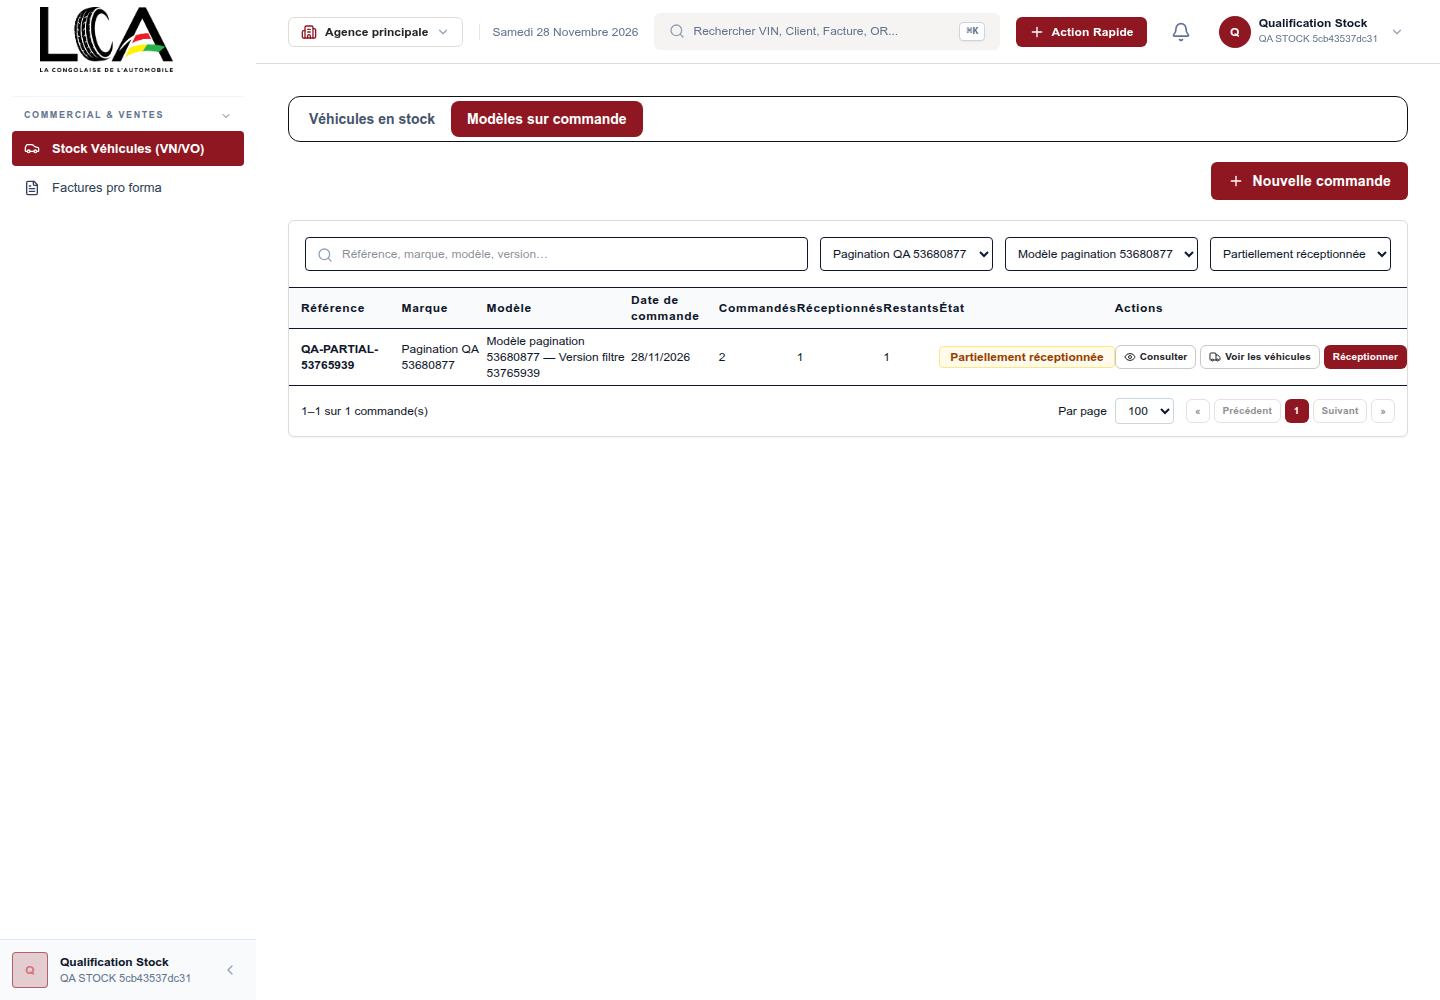 LCA
LA CONGOLAISE DE L'AUTOMOBILE
Agence principale
Samedi 28 Novembre 2026
Rechercher VIN, Client, Facture, OR...
⌘K
Action Rapide
Q
Qualification Stock
QA STOCK 5cb43537dc31
COMMERCIAL & VENTES
Stock Véhicules (VN/VO)
Factures pro forma
Véhicules en stock
Modèles sur commande
Nouvelle commande
Référence, marque, modèle, version...
Pagination QA 53680877
Modèle pagination 53680877
Partiellement réceptionnée
Référence
Marque
Modèle
Date de commande
Commandés
Réceptionnés
Restants
État
Actions
QA-PARTIAL-
53765939
Pagination QA
53680877
Modèle pagination
53680877 — Version filtre
53765939
28/11/2026
2
1
1
Partiellement réceptionnée
Consulter
Voir les véhicules
Réceptionner
1–1 sur 1 commande(s)
Par page
100
«
Précédent
1
Suivant
»
Q
Qualification Stock
QA STOCK 5cb43537dc31